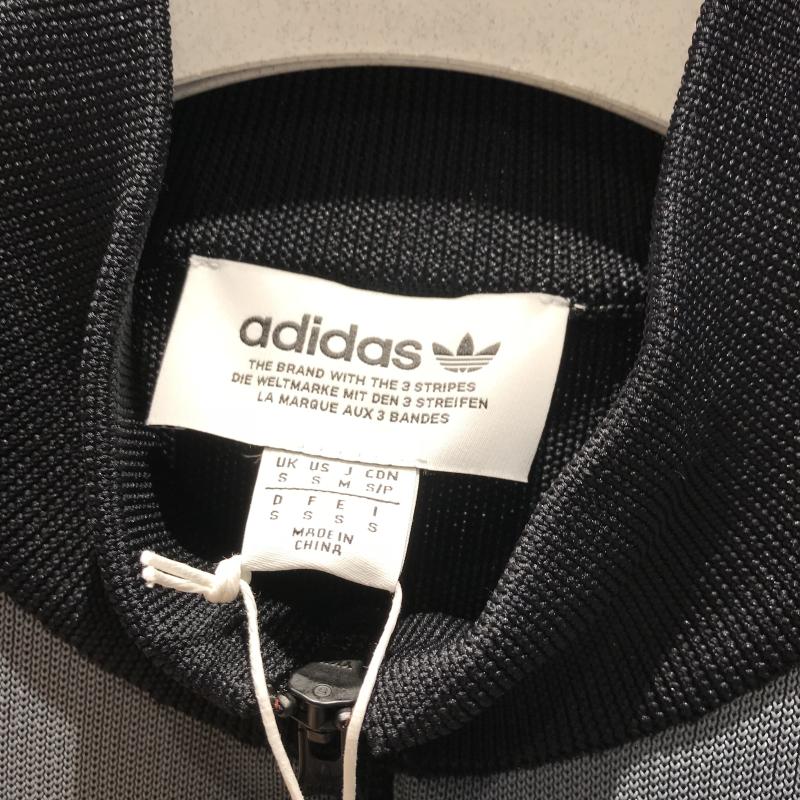 adidas
THE BRAND WITH THE 3 STRIPES
DIE WELTMARKE MIT DEN 3 STREIFEN
LA MARQUE AUX 3 BANDES
UK US J CDN
S S M S/P
D F E I
S S S S
MADE IN
CHINA